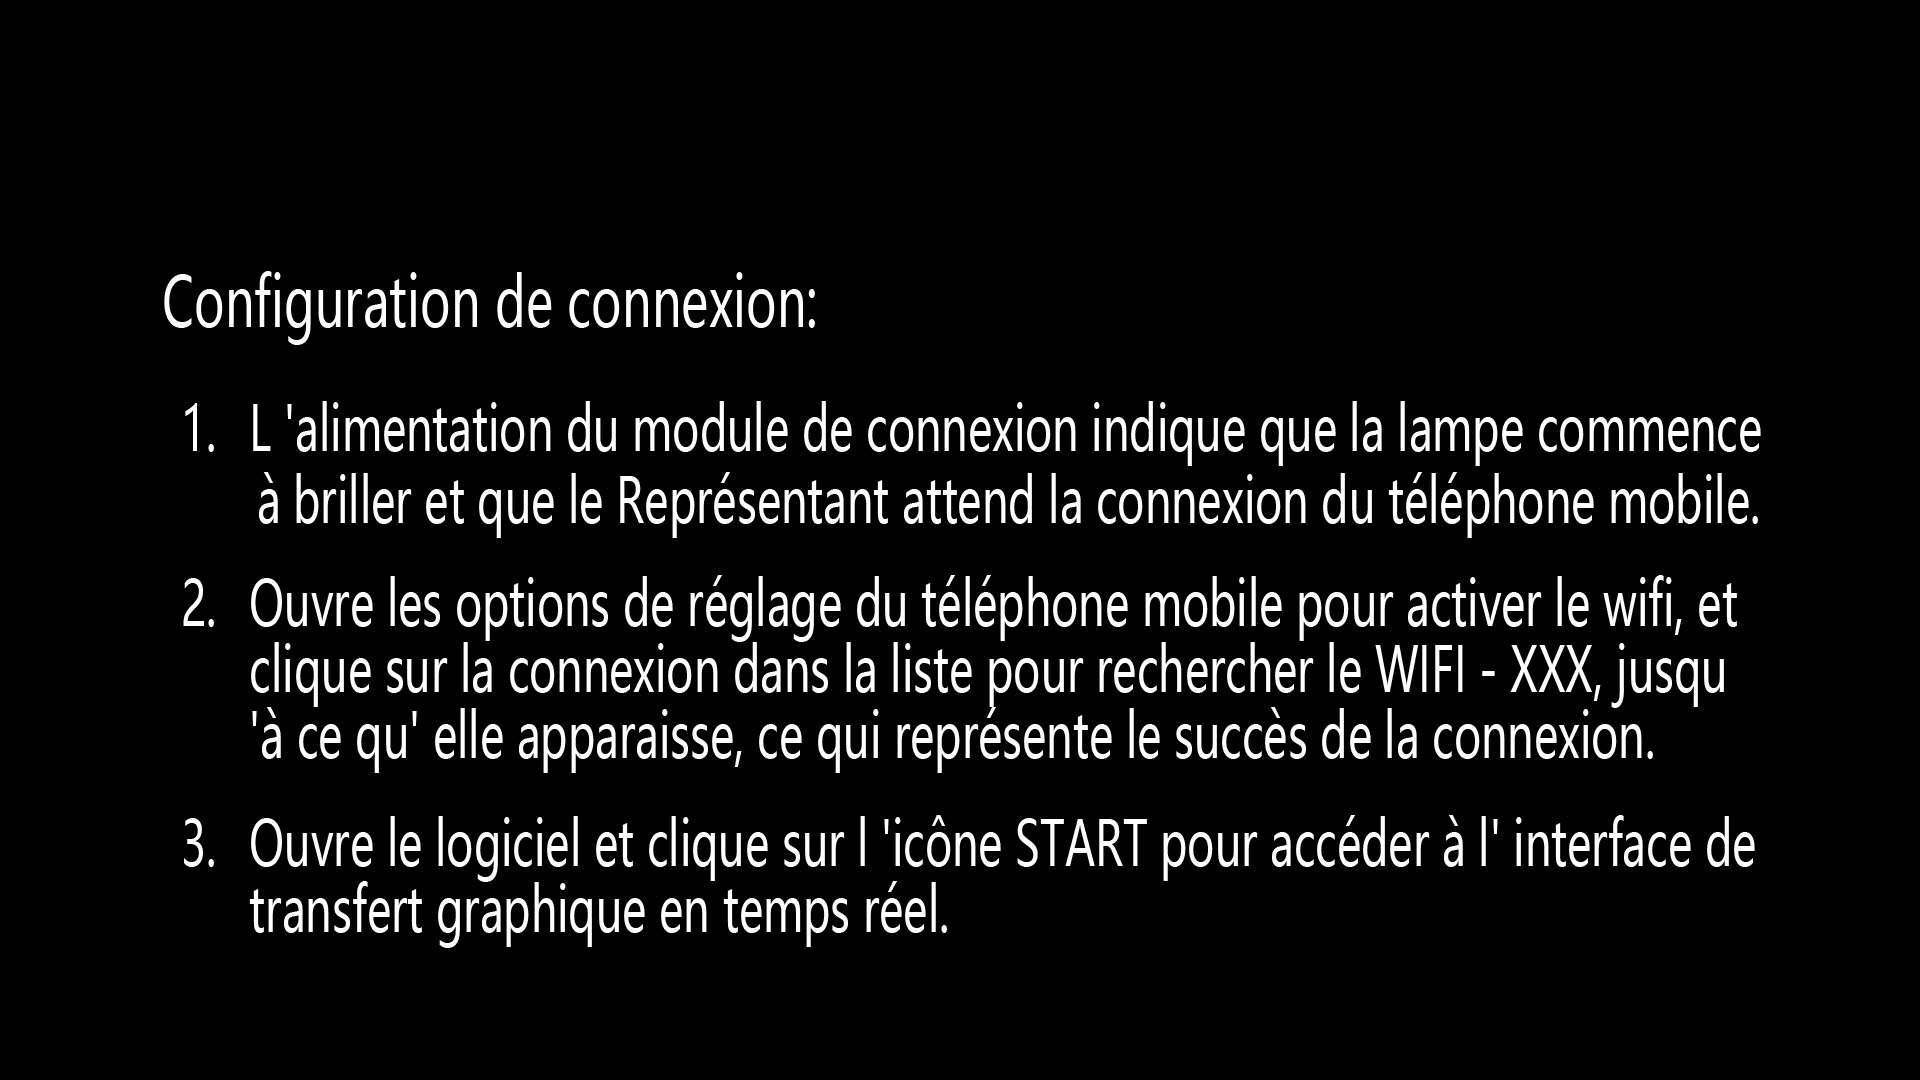 Configuration de connexion:
1. L 'alimentation du module de connexion indique que la lampe commence
à briller et que le Représentant attend la connexion du téléphone mobile.
2. Ouvre les options de réglage du téléphone mobile pour activer le wifi, et
clique sur la connexion dans la liste pour rechercher le WIFI - XXX, jusqu
'à ce qu' elle apparaisse, ce qui représente le succès de la connexion.
3. Ouvre le logiciel et clique sur l 'icône START pour accéder à l' interface de
transfert graphique en temps réel.